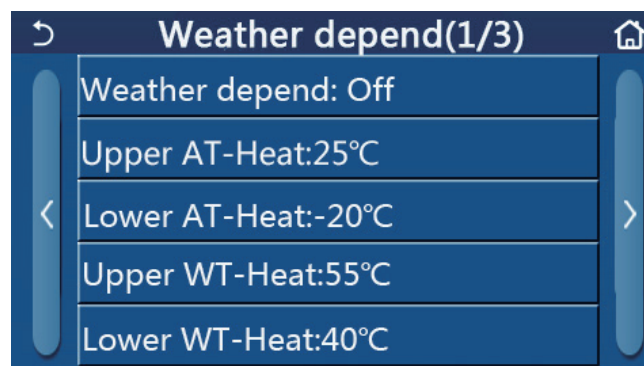 Weather depend(1/3)
Weather depend: Off
Upper AT-Heat:25℃
Lower AT-Heat:-20℃
Upper WT-Heat:55℃
Lower WT-Heat:40℃